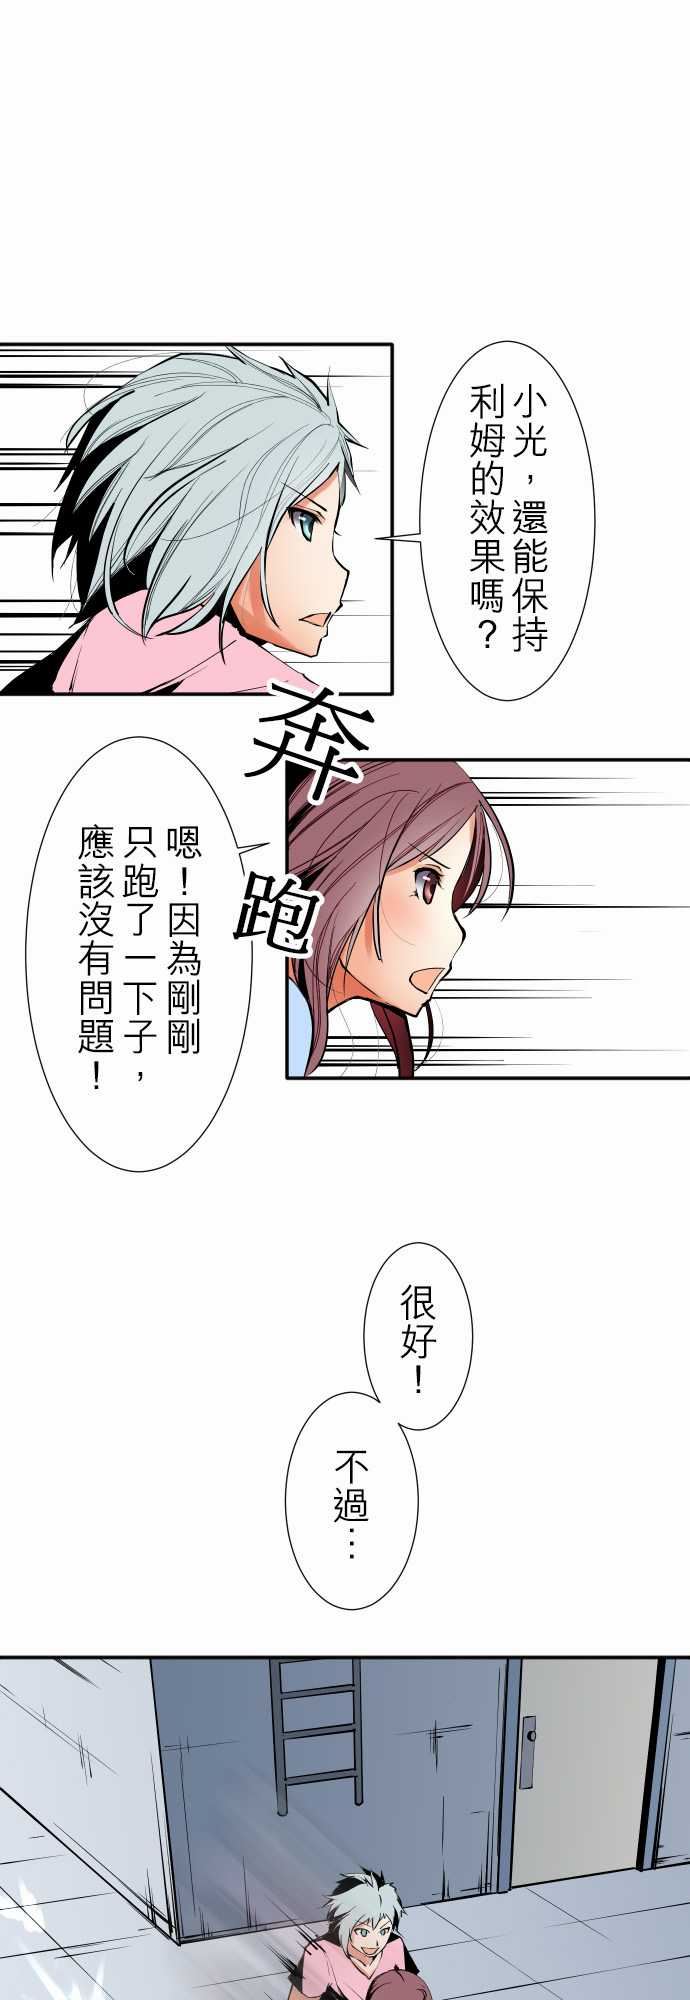 小光，還能保持
利姆的效果嗎？
奔
跑
嗯！因為剛剛
只跑了一下子，
應該沒有問題！
很好！
不過…